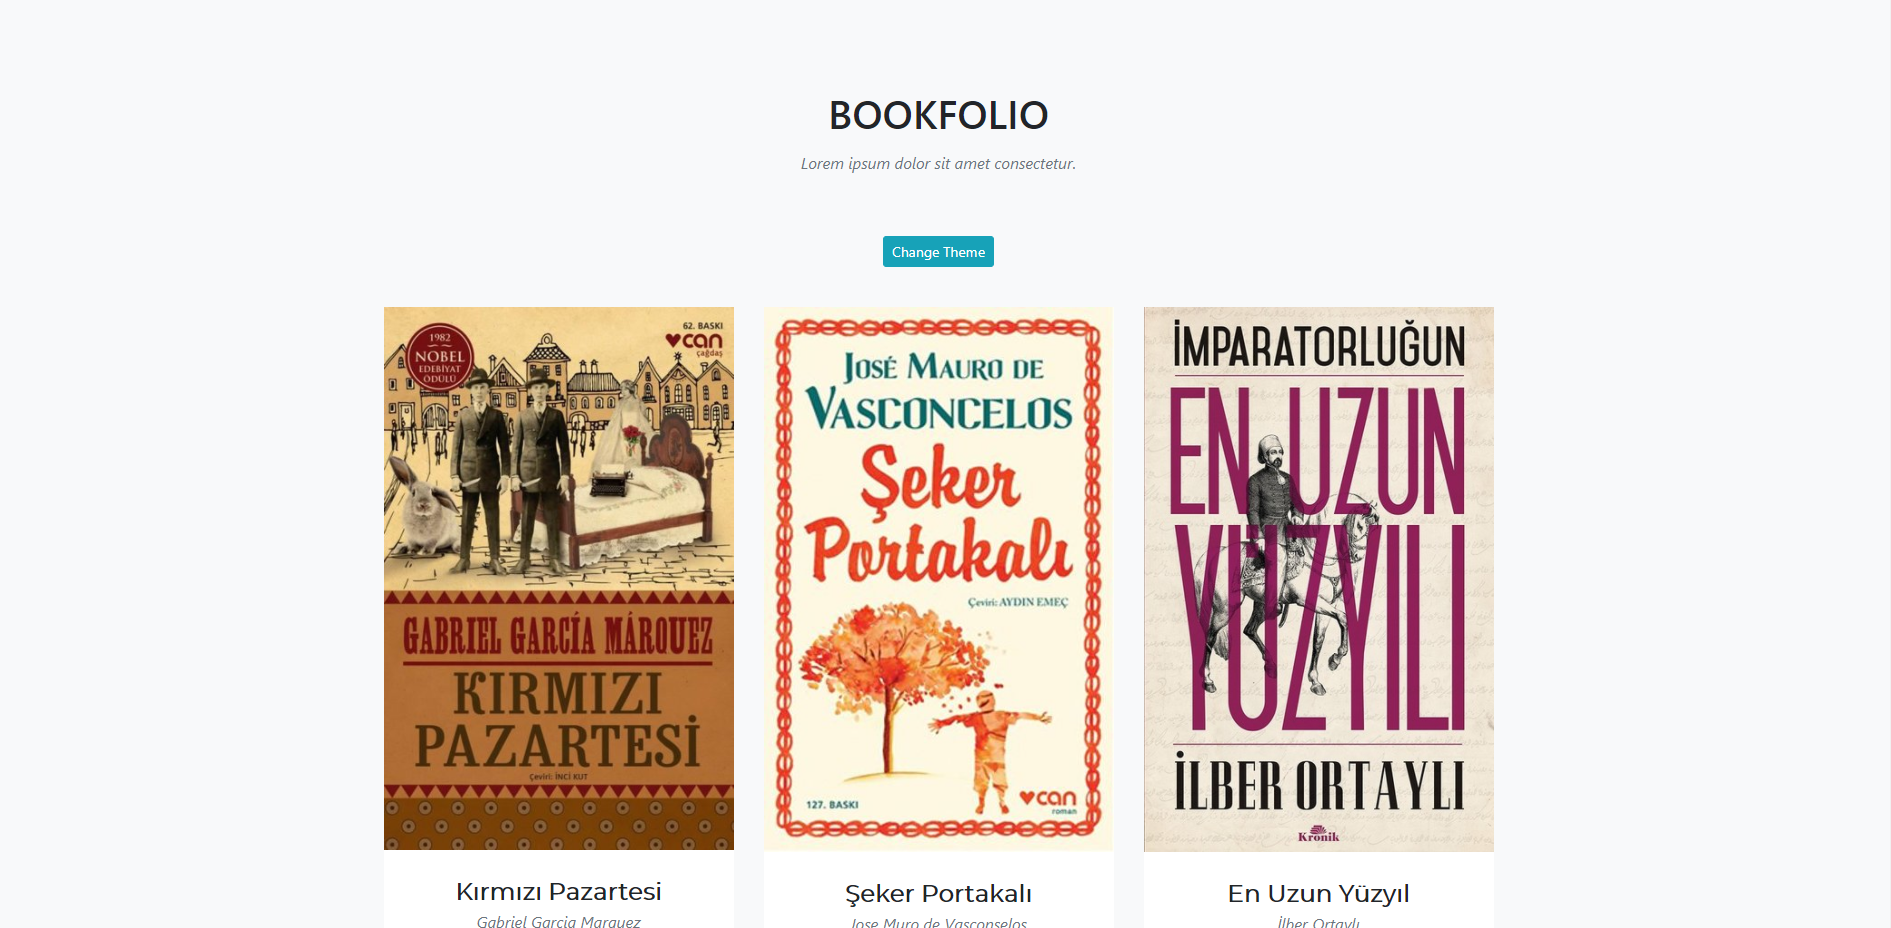 BOOKFOLIO
Lorem ipsum dolor sit amet consectetur.
Change Theme
1982
NOBEL
EDEBİYAT
ÖDÜLÜ
62. BASKI
can
çağdaş
GABRIEL GARCÍA MÁRQUEZ
KIRMIZI
PAZARTESİ
Çeviri: İNCİ KUT
Kırmızı Pazartesi
Gabriel Garcia Marquez
JOSÉ MAURO DE
VASCONCELOS
Şeker
Portakalı
Çeviri: AYDIN EMEÇ
127. BASKI
can
roman
Şeker Portakalı
Jose Muro de Vasconselos
İMPARATORLUĞUN
EN UZUN
YÜZYILI
İLBER ORTAYLI
Kronik
En Uzun Yüzyıl
İlber Ortaylı